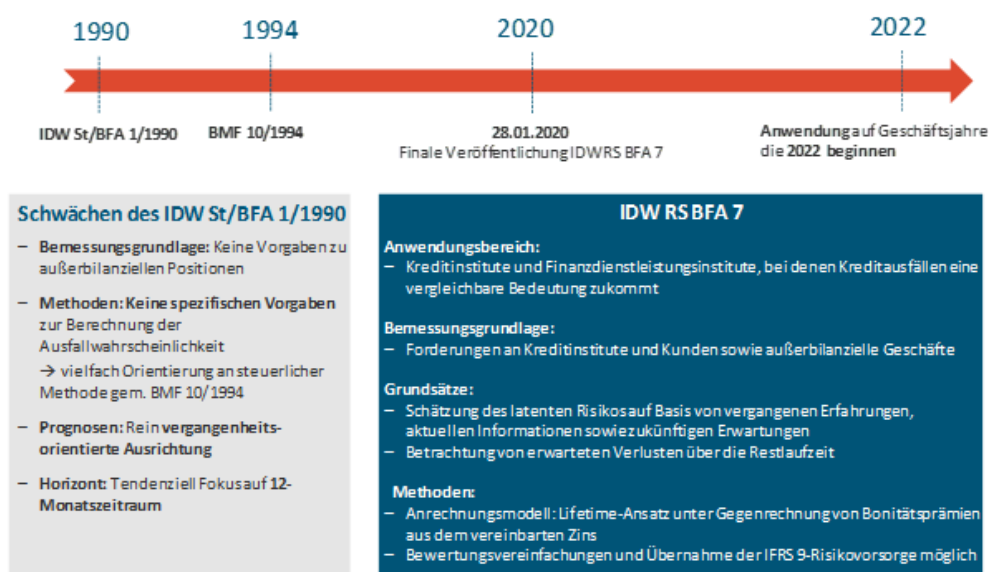 1990
1994
2020
2022
IDW St/BFA 1/1990
BMF 10/1994
28.01.2020
Finale Veröffentlichung IDW RS BFA 7
Anwendung auf Geschäftsjahre
die 2022 beginnen
Schwächen des IDW St/BFA 1/1990
– Bemessungsgrundlage: Keine Vorgaben zu
außerbilanziellen Positionen
– Methoden: Keine spezifischen Vorgaben
zur Berechnung der
Ausfallwahrscheinlichkeit
→ vielfach Orientierung an steuerlicher
Methode gem. BMF 10/1994
– Prognosen: Rein vergangenheits-
orientierte Ausrichtung
– Horizont: Tendenziell Fokus auf 12-
Monatszeitraum
IDW RS BFA 7
Anwendungsbereich:
– Kreditinstitute und Finanzdienstleistungsinstitute, bei denen Kreditausfällen eine
vergleichbare Bedeutung zukommt
Bemessungsgrundlage:
– Forderungen an Kreditinstitute und Kunden sowie außerbilanzielle Geschäfte
Grundsätze:
– Schätzung des latenten Risikos auf Basis von vergangenen Erfahrungen,
aktuellen Informationen sowie zukünftigen Erwartungen
– Betrachtung von erwarteten Verlusten über die Restlaufzeit
Methoden:
– Anrechnungsmodell: Lifetime-Ansatz unter Gegenrechnung von Bonitätsprämien
aus dem vereinbarten Zins
– Bewertungsvereinfachungen und Übernahme der IFRS 9-Risikovorsorge möglich